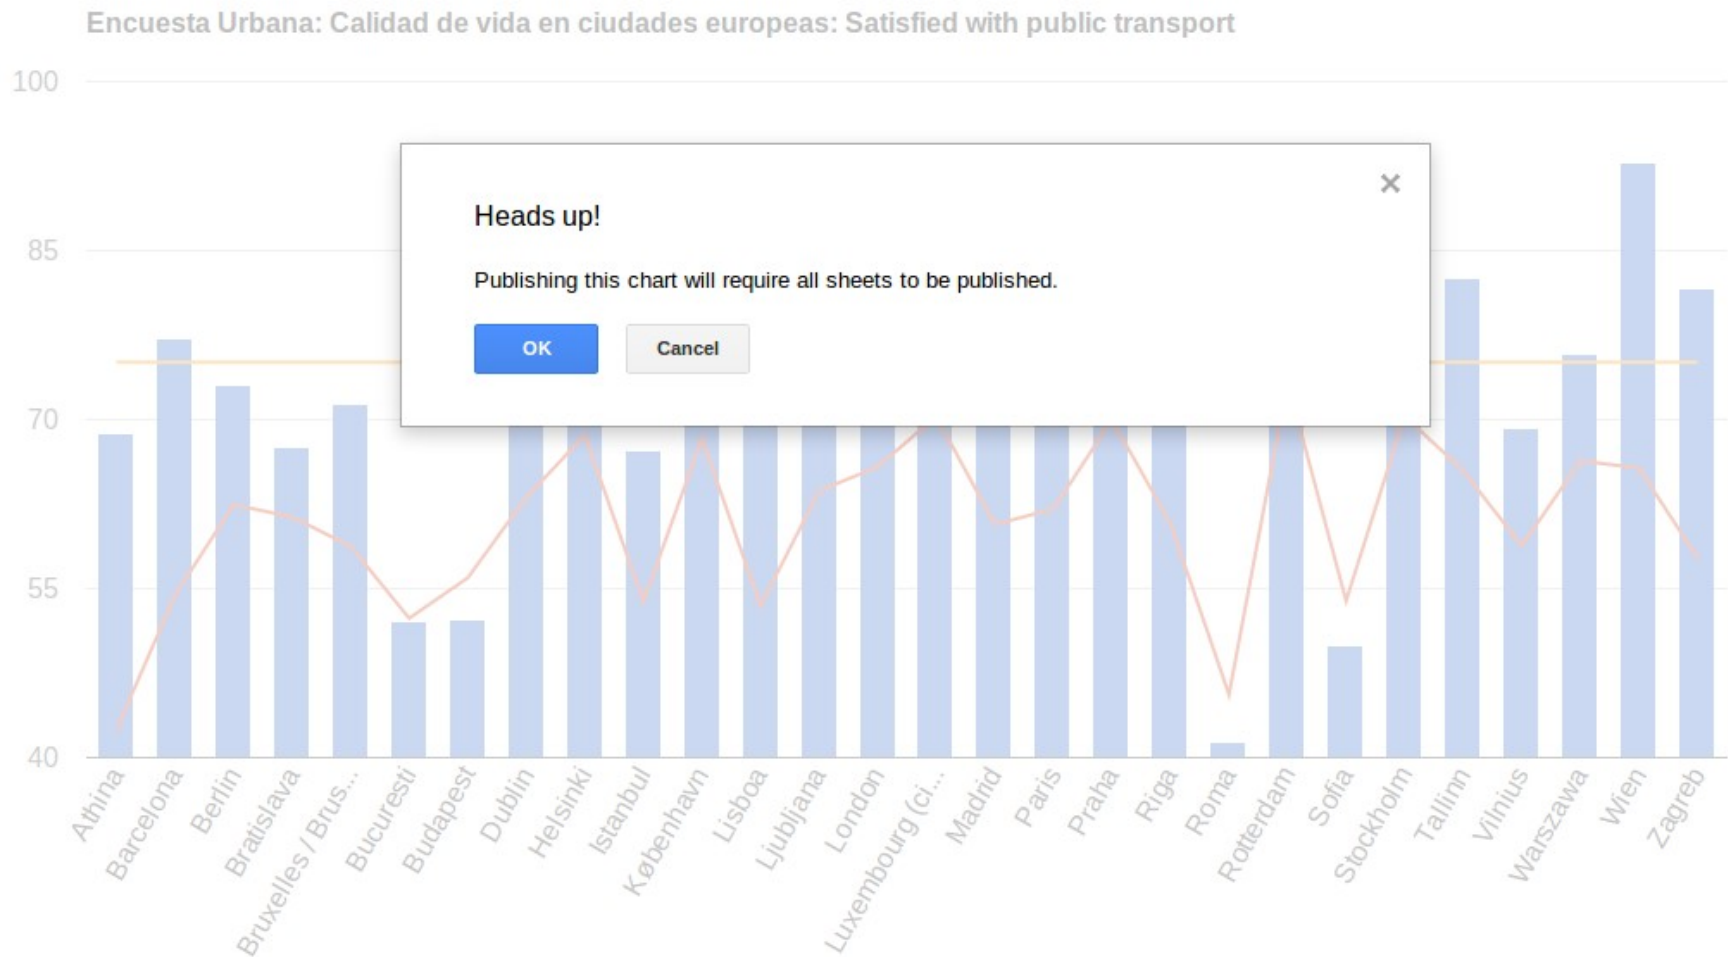 Encuesta Urbana: Calidad de vida en ciudades europeas: Satisfied with public transport
100
85
70
55
40
Heads up!
Publishing this chart will require all sheets to be published.
OK
Cancel
Athina
Barcelona
Berlin
Bratislava
Bruxelles / Brus...
Bucuresti
Budapest
Dublin
Helsinki
Istanbul
København
Lisboa
Ljubljana
London
Luxembourg (ci...
Madrid
Paris
Praha
Riga
Roma
Rotterdam
Sofia
Stockholm
Tallinn
Vilnius
Warszawa
Wien
Zagreb